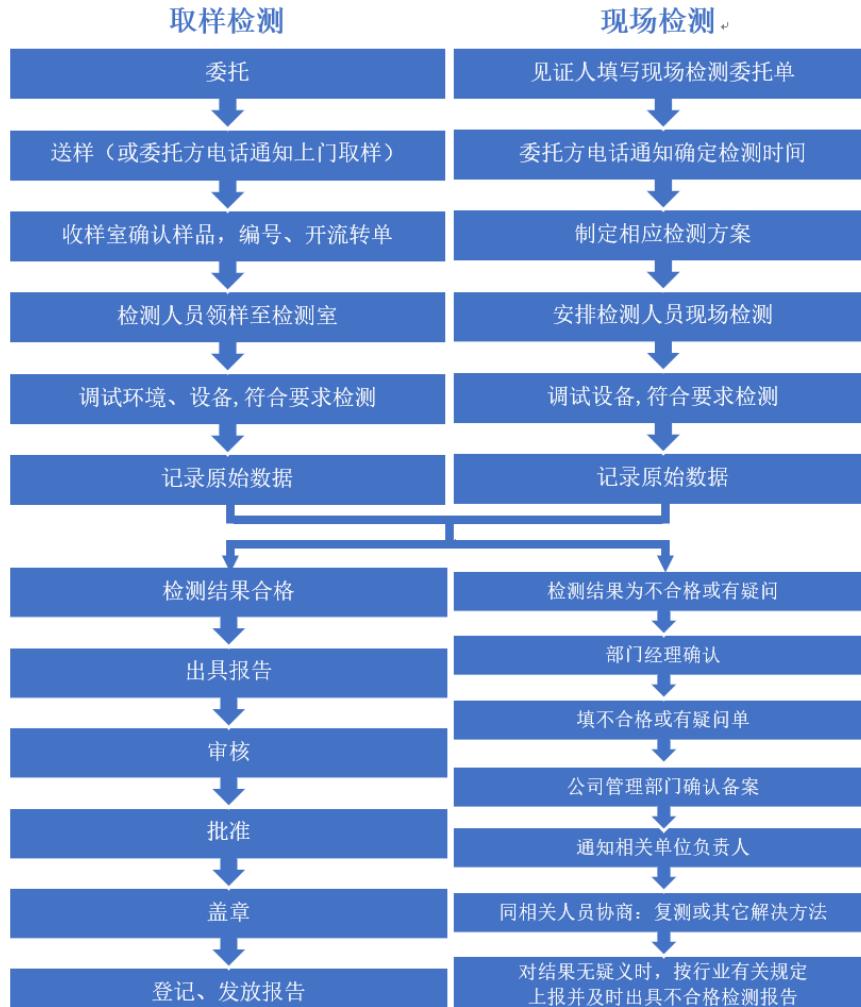 取样检测
委托
送样（或委托方电话通知上门取样）
收样室确认样品，编号、开流转单
检测人员领样至检测室
调试环境、设备,符合要求检测
记录原始数据
现场检测
见证人填写现场检测委托单
委托方电话通知确定检测时间
制定相应检测方案
安排检测人员现场检测
调试设备,符合要求检测
记录原始数据
检测结果合格
出具报告
审核
批准
盖章
登记、发放报告
检测结果为不合格或有疑问
部门经理确认
填不合格或有疑问单
公司管理部门确认备案
通知相关单位负责人
同相关人员协商：复测或其它解决方法
对结果无疑义时，按行业有关规定
上报并及时出具不合格检测报告